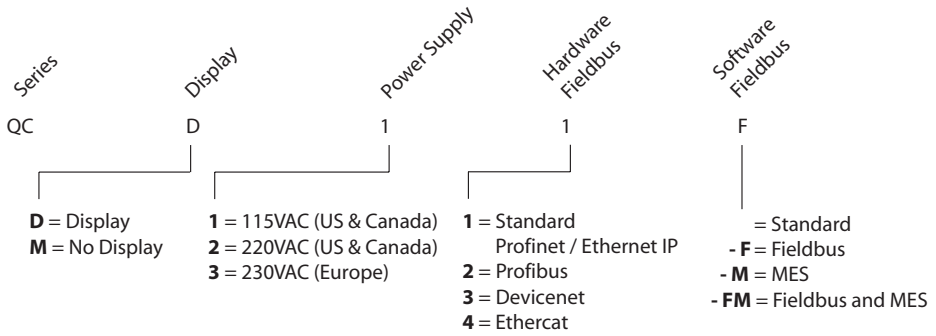 Series
Display
Power Supply
Hardware
Fieldbus
Software
Fieldbus
QC
D
1
1
F
D = Display
M = No Display
1 = 115VAC (US & Canada)
2 = 220VAC (US & Canada)
3 = 230VAC (Europe)
1 = Standard
Profinet / Ethernet IP
2 = Profibus
3 = Devicenet
4 = Ethercat
= Standard
- F = Fieldbus
- M = MES
- FM = Fieldbus and MES